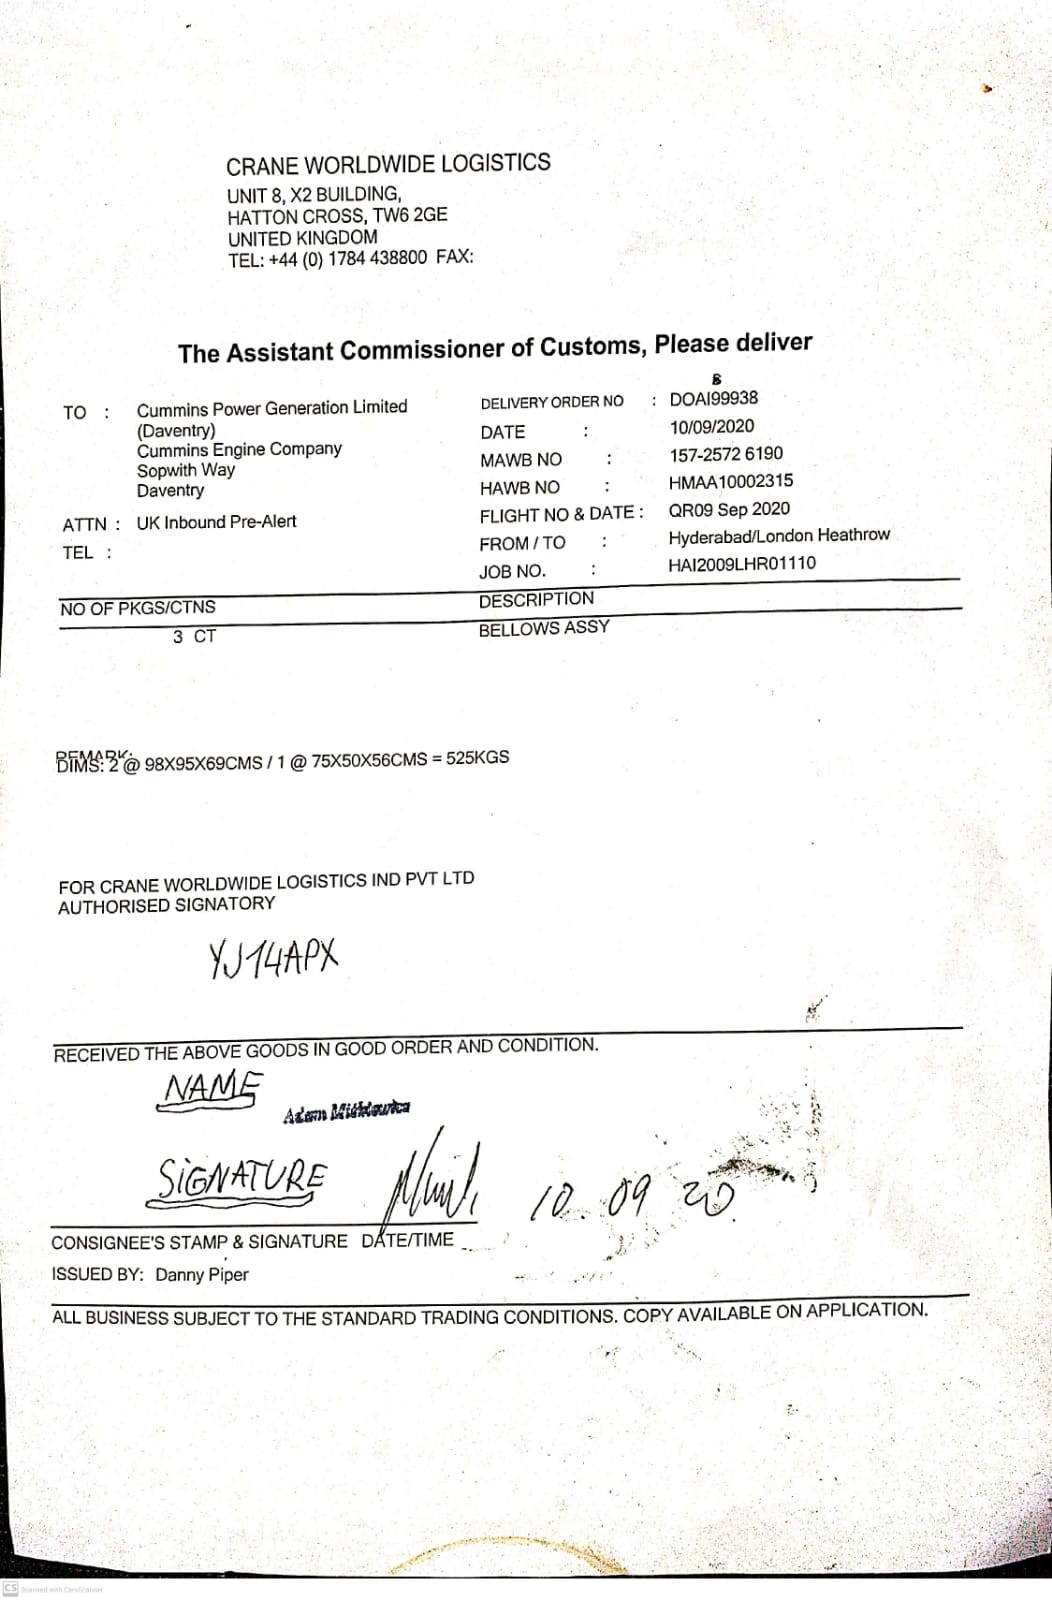 CRANE WORLDWIDE LOGISTICS
UNIT 8, X2 BUILDING,
HATTON CROSS, TW6 2GE
UNITED KINGDOM
TEL: +44 (0) 1784 438800 FAX:
The Assistant Commissioner of Customs, Please deliver
TO : Cummins Power Generation Limited
(Daventry)
Cummins Engine Company
Sopwith Way
Daventry
ATTN : UK Inbound Pre-Alert
TEL :
DELIVERY ORDER NO : DOAI99938
DATE : 10/09/2020
MAWB NO : 157-2572 6190
HAWB NO : HMAA10002315
FLIGHT NO & DATE : QR09 Sep 2020
FROM / TO : Hyderabad/London Heathrow
JOB NO. : HAI2009LHR01110
NO OF PKGS/CTNS DESCRIPTION
3 CT BELLOWS ASSY
REMARK:
DIMS: 2 @ 98X95X69CMS / 1 @ 75X50X56CMS = 525KGS
FOR CRANE WORLDWIDE LOGISTICS IND PVT LTD
AUTHORISED SIGNATORY
YJ14APX
RECEIVED THE ABOVE GOODS IN GOOD ORDER AND CONDITION.
NAME
Adam
SIGNATURE 10.09 20
CONSIGNEE'S STAMP & SIGNATURE DATE/TIME
ISSUED BY: Danny Piper
ALL BUSINESS SUBJECT TO THE STANDARD TRADING CONDITIONS. COPY AVAILABLE ON APPLICATION.
CS Scanned with CamScanner